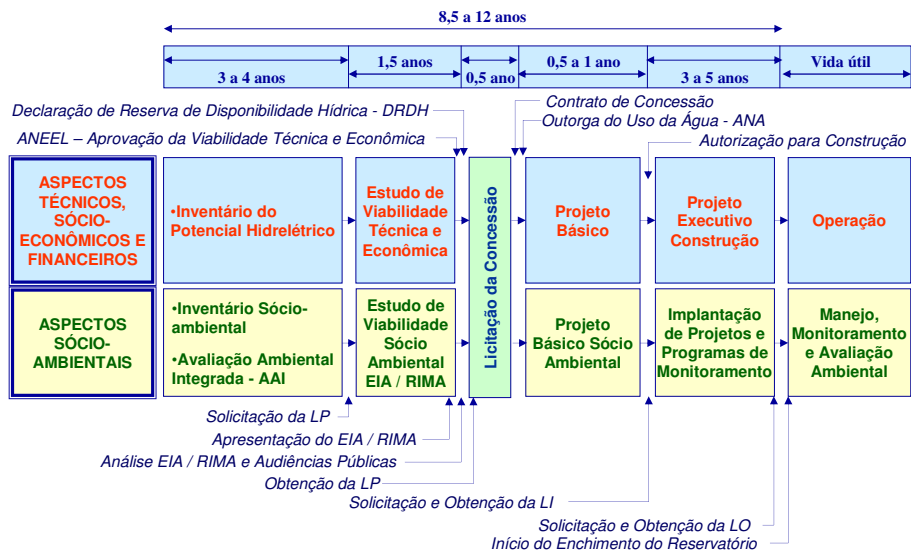 8,5 a 12 anos
3 a 4 anos
1,5 anos
0,5 ano
0,5 a 1 ano
3 a 5 anos
Vida útil
Declaração de Reserva de Disponibilidade Hídrica - DRDH
ANEEL – Aprovação da Viabilidade Técnica e Econômica
Contrato de Concessão
Outorga do Uso da Água - ANA
Autorização para Construção
ASPECTOS
TÉCNICOS,
SÓCIO-
ECONÔMICOS E
FINANCEIROS
•Inventário do
Potencial Hidrelétrico
Estudo de
Viabilidade
Técnica e
Econômica
Licitação da Concessão
Projeto
Básico
Projeto
Executivo
Construção
Operação
ASPECTOS
SÓCIO-
AMBIENTAIS
•Inventário Sócio-
ambiental
•Avaliação Ambiental
Integrada - AAI
Estudo de
Viabilidade
Sócio
Ambiental
EIA / RIMA
Projeto
Básico Sócio
Ambiental
Implantação
de Projetos e
Programas de
Monitoramento
Manejo,
Monitoramento
e Avaliação
Ambiental
Solicitação da LP
Apresentação do EIA / RIMA
Análise EIA / RIMA e Audiências Públicas
Obtenção da LP
Solicitação e Obtenção da LI
Solicitação e Obtenção da LO
Início do Enchimento do Reservatório